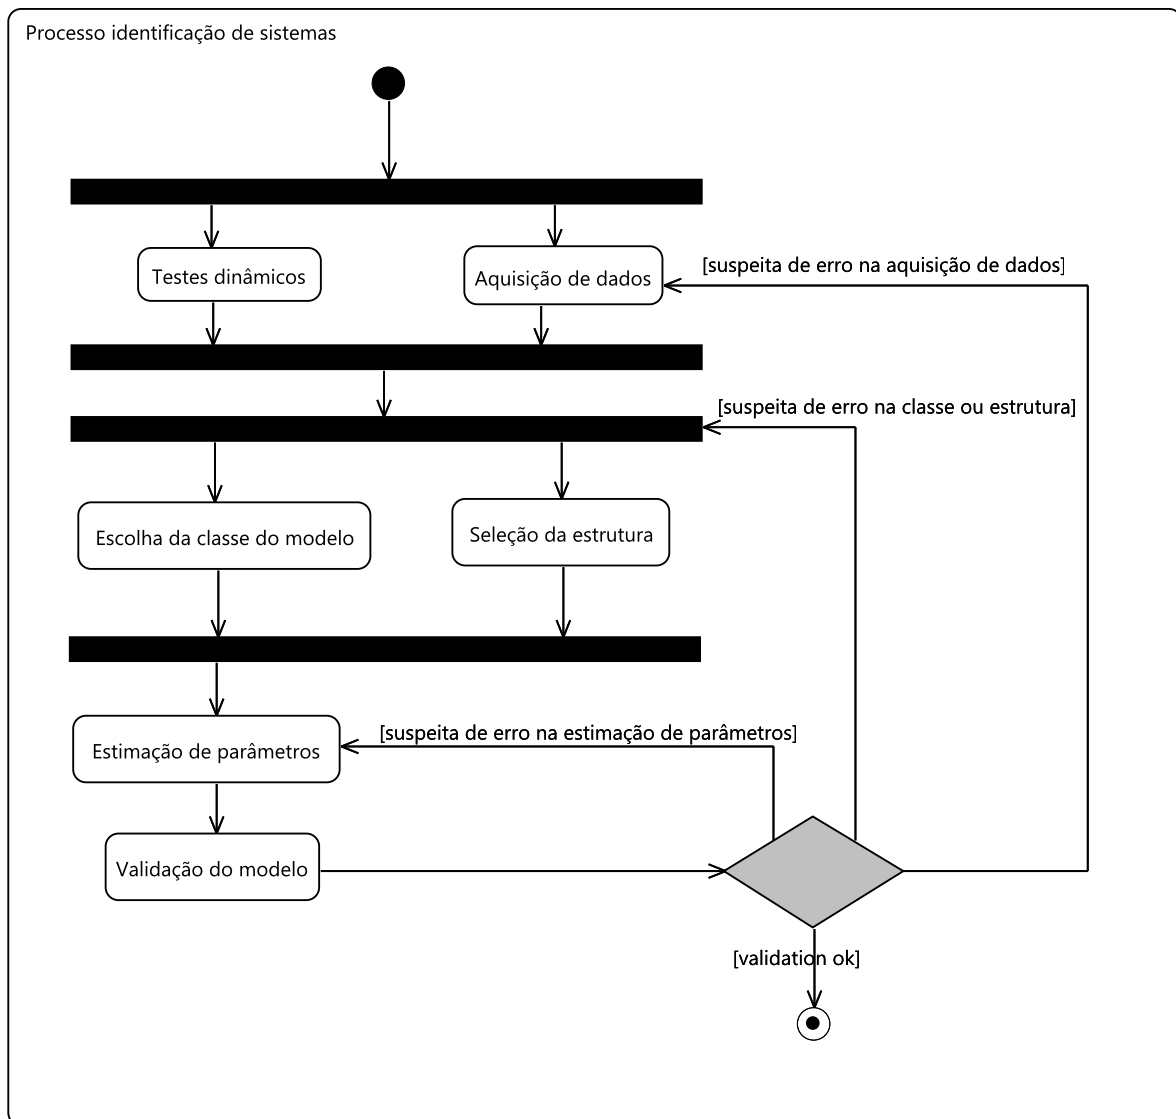 Processo identificação de sistemas
Testes dinâmicos
Aquisição de dados
[suspeita de erro na aquisição de dados]
[suspeita de erro na classe ou estrutura]
Escolha da classe do modelo
Seleção da estrutura
[suspeita de erro na estimação de parâmetros]
Estimação de parâmetros
Validação do modelo
[validation ok]